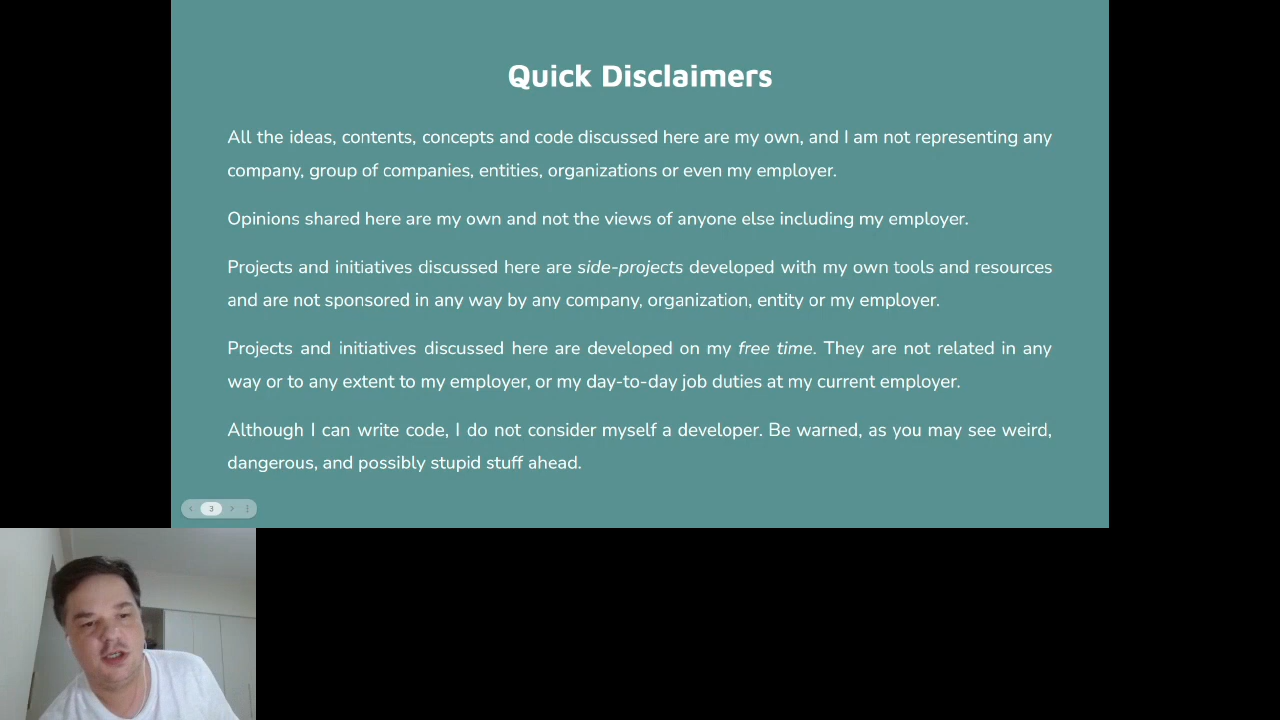 Quick Disclaimers
All the ideas, contents, concepts and code discussed here are my own, and I am not representing any
company, group of companies, entities, organizations or even my employer.
Opinions shared here are my own and not the views of anyone else including my employer.
Projects and initiatives discussed here are side-projects developed with my own tools and resources
and are not sponsored in any way by any company, organization, entity or my employer.
Projects and initiatives discussed here are developed on my free time. They are not related in any
way or to any extent to my employer, or my day-to-day job duties at my current employer.
Although I can write code, I do not consider myself a developer. Be warned, as you may see weird,
dangerous, and possibly stupid stuff ahead.
3